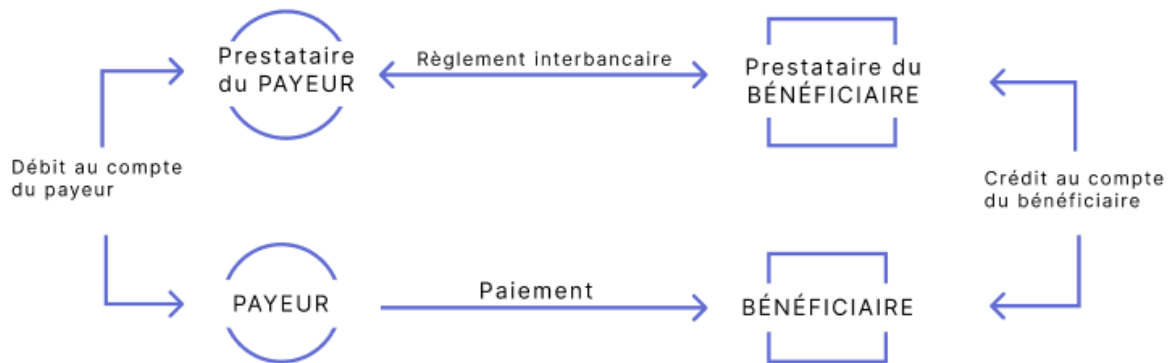 Prestataire
du PAYEUR
Règlement interbancaire
Prestataire du
BÉNÉFICIAIRE
Débit au compte
du payeur
Crédit au compte
du bénéficiaire
PAYEUR
Paiement
BÉNÉFICIAIRE